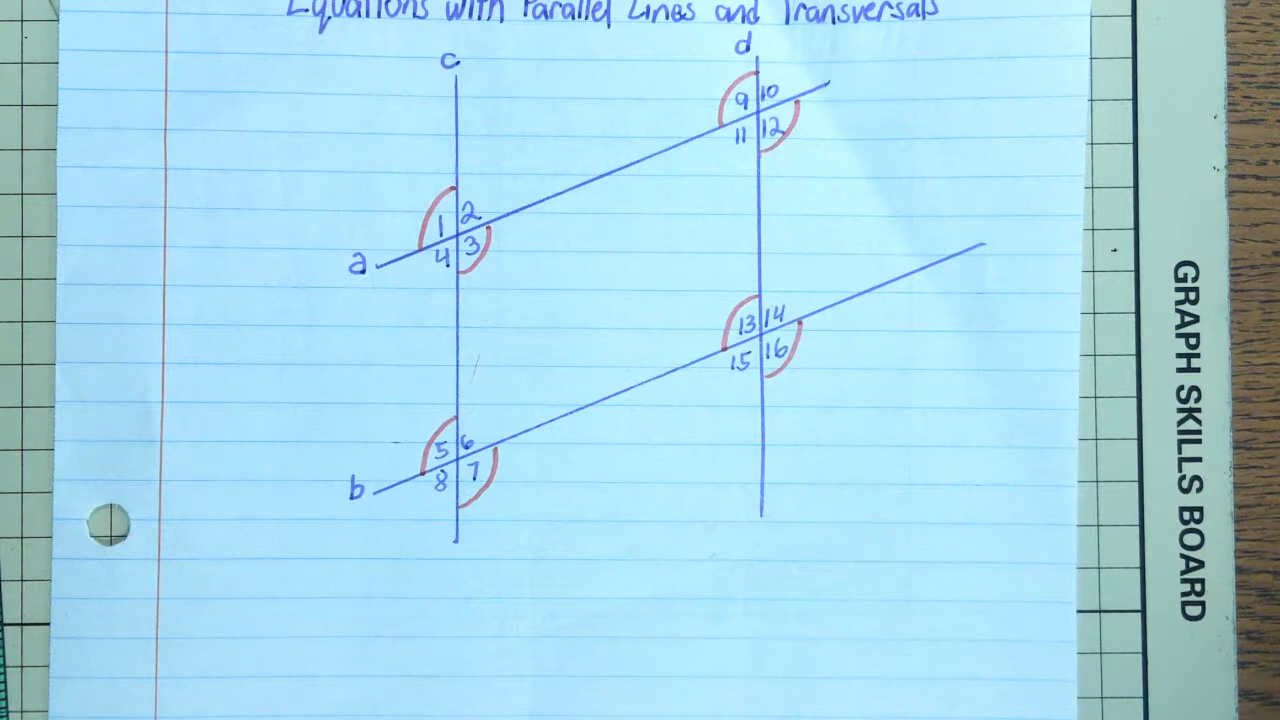 Equations with Parallel Lines and Transversals
c
d
9 10
11 12
1 2
4 3
a
13 14
15 16
5 6
8 7
b
GRAPH SKILLS BOARD